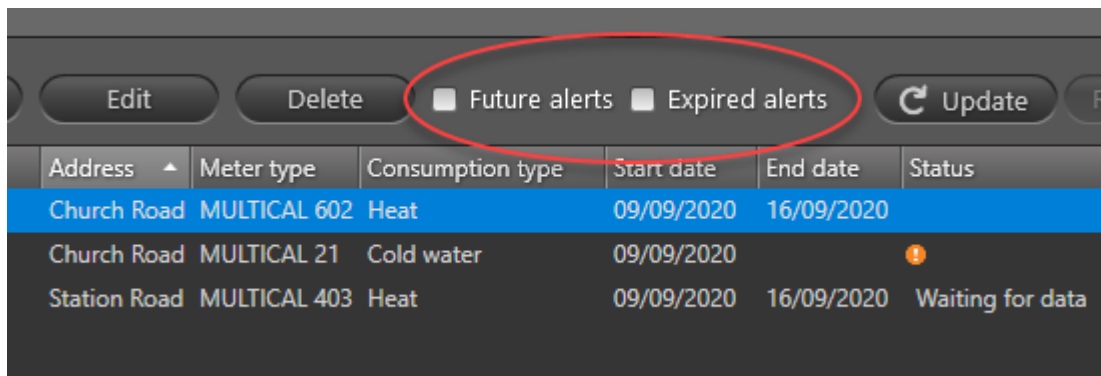 Edit Delete Future alerts Expired alerts Update
Address Meter type Consumption type Start date End date Status
Church Road MULTICAL 602 Heat 09/09/2020 16/09/2020
Church Road MULTICAL 21 Cold water 09/09/2020
Station Road MULTICAL 403 Heat 09/09/2020 16/09/2020 Waiting for data